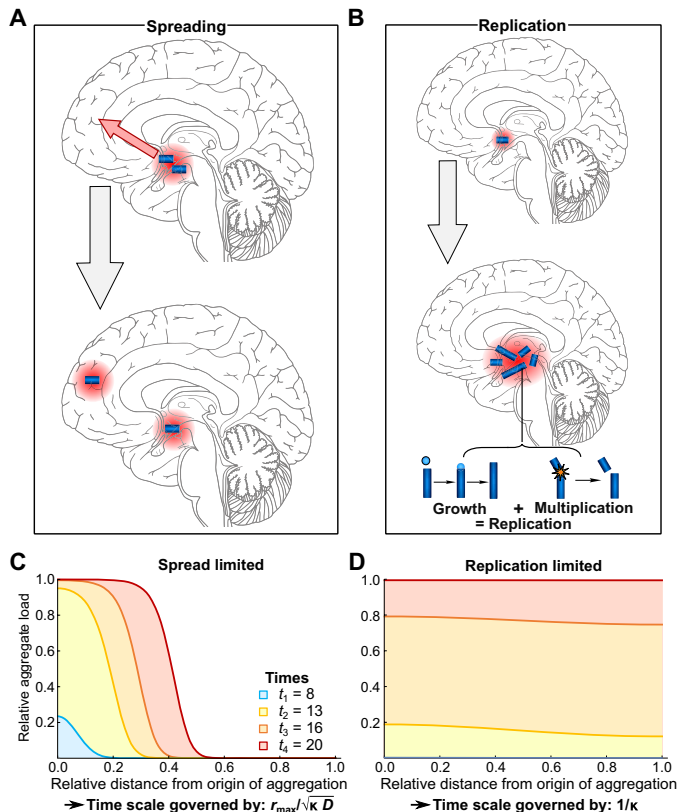 A
Spreading
B
Replication
Growth + Multiplication
= Replication
C
Spread limited
Relative aggregate load
1.0
0.8
0.6
0.4
0.2
0.0 0.2 0.4 0.6 0.8 1.0
Times
t₁ = 8
t₂ = 13
t₃ = 16
t₄ = 20
Relative distance from origin of aggregation
➔ Time scale governed by: r_max/√κ D
D
Replication limited
1.0
0.8
0.6
0.4
0.2
0.0 0.2 0.4 0.6 0.8 1.0
Relative distance from origin of aggregation
➔ Time scale governed by: 1/κ